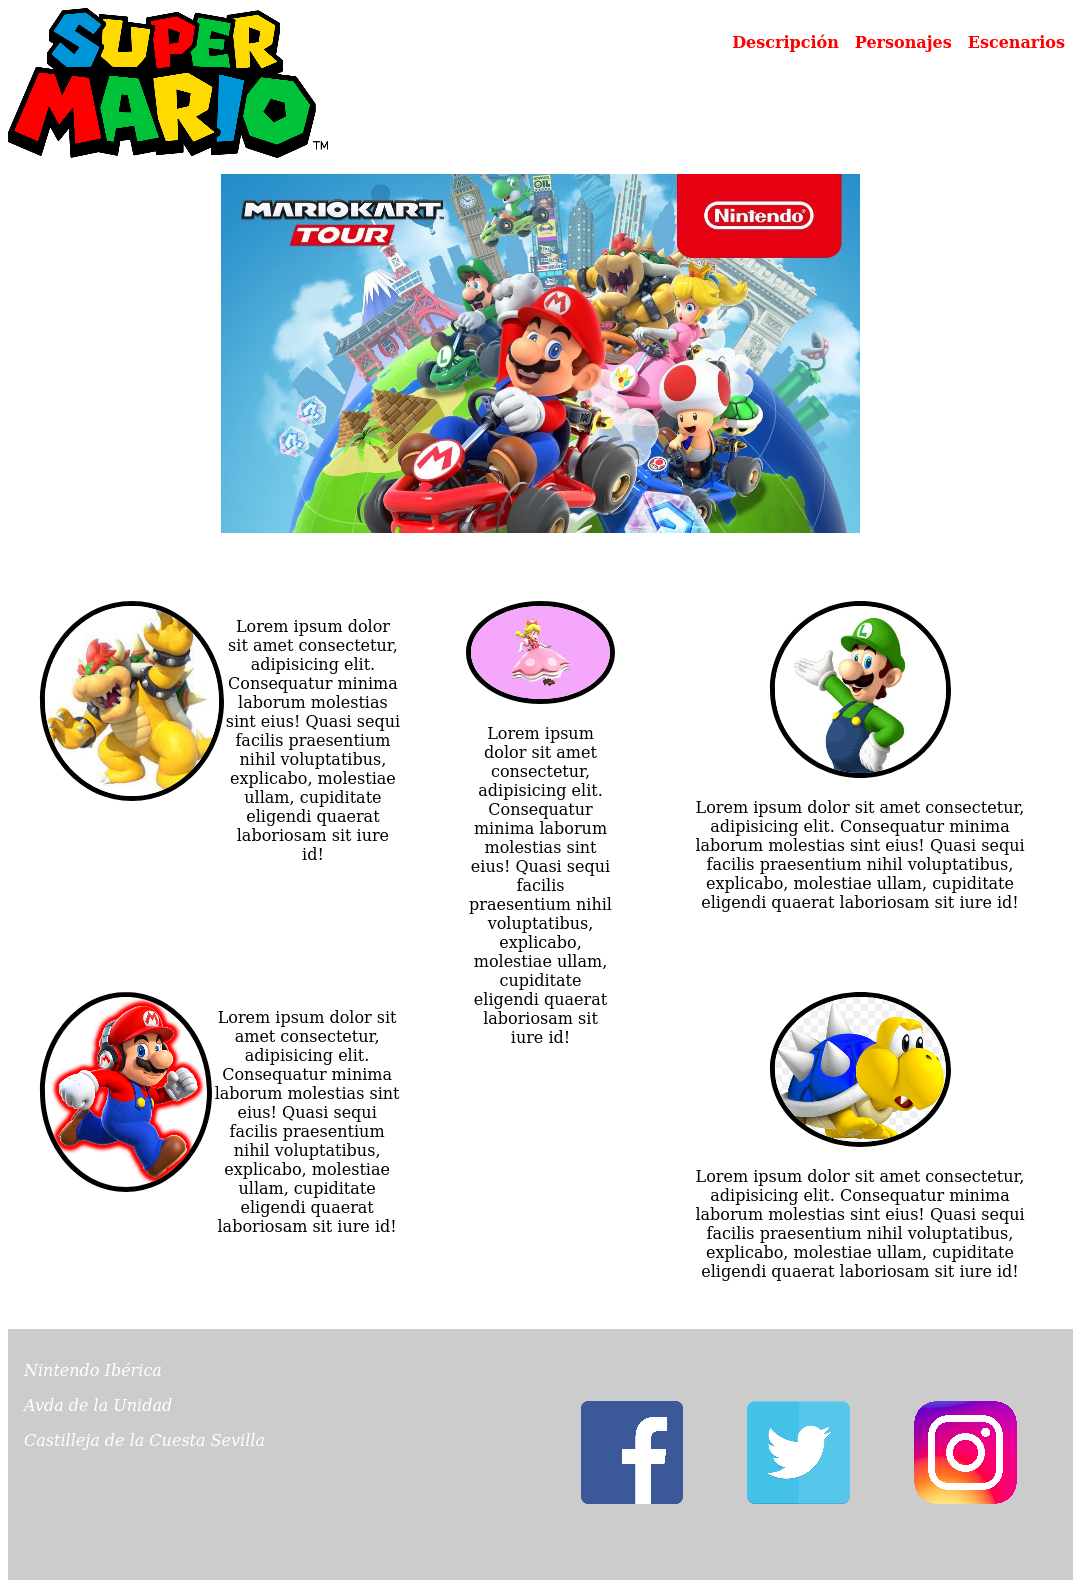 SUPER
MARIO™
Descripción Personajes Escenarios
MARIOKART
TOUR
Nintendo®
Lorem ipsum dolor
sit amet consectetur,
adipisicing elit.
Consequatur minima
laborum molestias
sint eius! Quasi sequi
facilis praesentium
nihil voluptatibus,
explicabo, molestiae
ullam, cupiditate
eligendi quaerat
laboriosam sit iure
id!
Lorem ipsum
dolor sit amet
consectetur,
adipisicing elit.
Consequatur
minima laborum
molestias sint
eius! Quasi sequi
facilis
praesentium nihil
voluptatibus,
explicabo,
molestiae ullam,
cupiditate
eligendi quaerat
laboriosam sit
iure id!
Lorem ipsum dolor sit amet consectetur,
adipisicing elit. Consequatur minima
laborum molestias sint eius! Quasi sequi
facilis praesentium nihil voluptatibus,
explicabo, molestiae ullam, cupiditate
eligendi quaerat laboriosam sit iure id!
Lorem ipsum dolor sit
amet consectetur,
adipisicing elit.
Consequatur minima
laborum molestias sint
eius! Quasi sequi
facilis praesentium
nihil voluptatibus,
explicabo, molestiae
ullam, cupiditate
eligendi quaerat
laboriosam sit iure id!
Lorem ipsum dolor sit amet consectetur,
adipisicing elit. Consequatur minima
laborum molestias sint eius! Quasi sequi
facilis praesentium nihil voluptatibus,
explicabo, molestiae ullam, cupiditate
eligendi quaerat laboriosam sit iure id!
Nintendo Ibérica
Avda de la Unidad
Castilleja de la Cuesta Sevilla